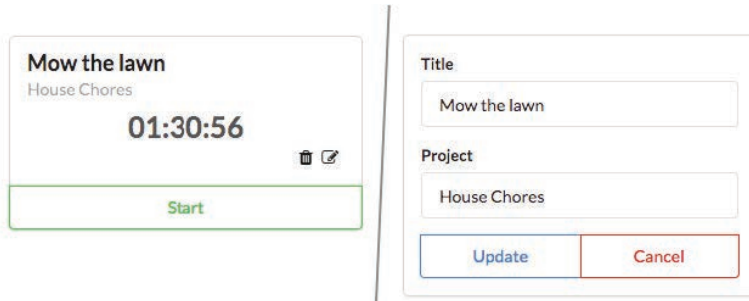 Mow the lawn
House Chores
01:30:56
Start
Title
Mow the lawn
Project
House Chores
Update Cancel